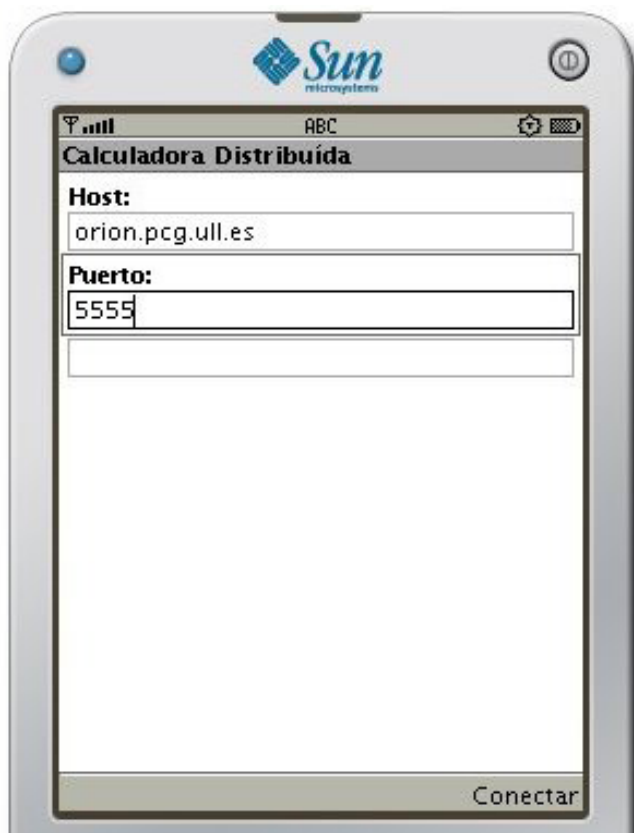 Sun
microsystems
ABC
Calculadora Distribuída
Host:
orion.pcg.ull.es
Puerto:
5555
Conectar